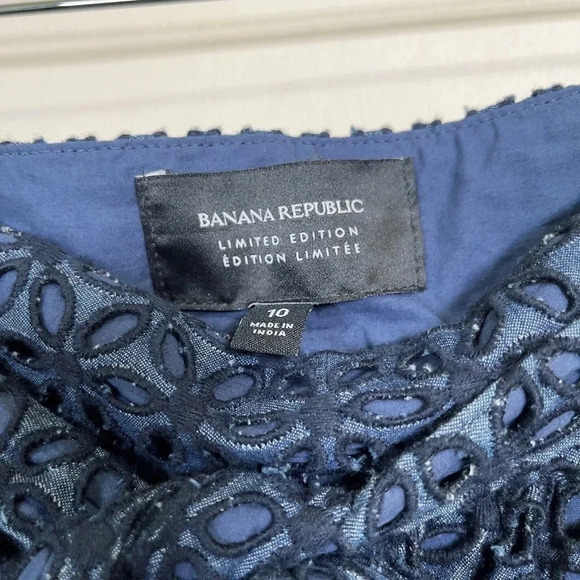 BANANA REPUBLIC
LIMITED EDITION
ÉDITION LIMITÉE
10
MADE IN
INDIA